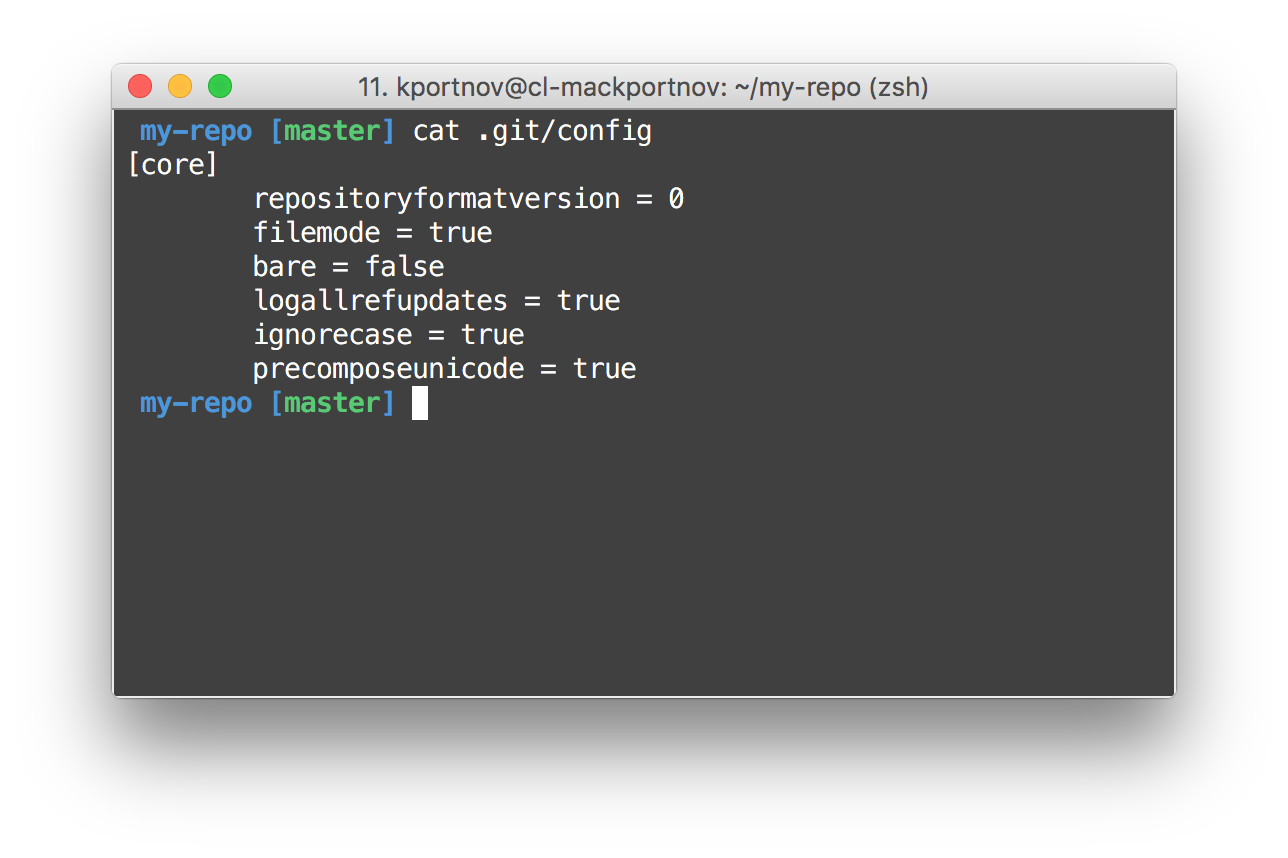 11. kportnov@cl-mackportnov: ~/my-repo (zsh)
my-repo [master] cat .git/config
[core]
        repositoryformatversion = 0
        filemode = true
        bare = false
        logallrefupdates = true
        ignorecase = true
        precomposeunicode = true
my-repo [master]